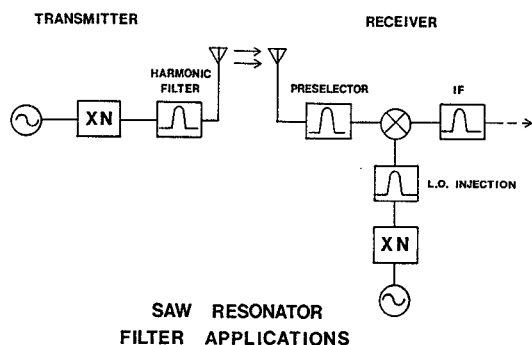 TRANSMITTER
RECEIVER
HARMONIC
FILTER
PRESELECTOR
IF
XN
L.O. INJECTION
XN
SAW RESONATOR
FILTER APPLICATIONS